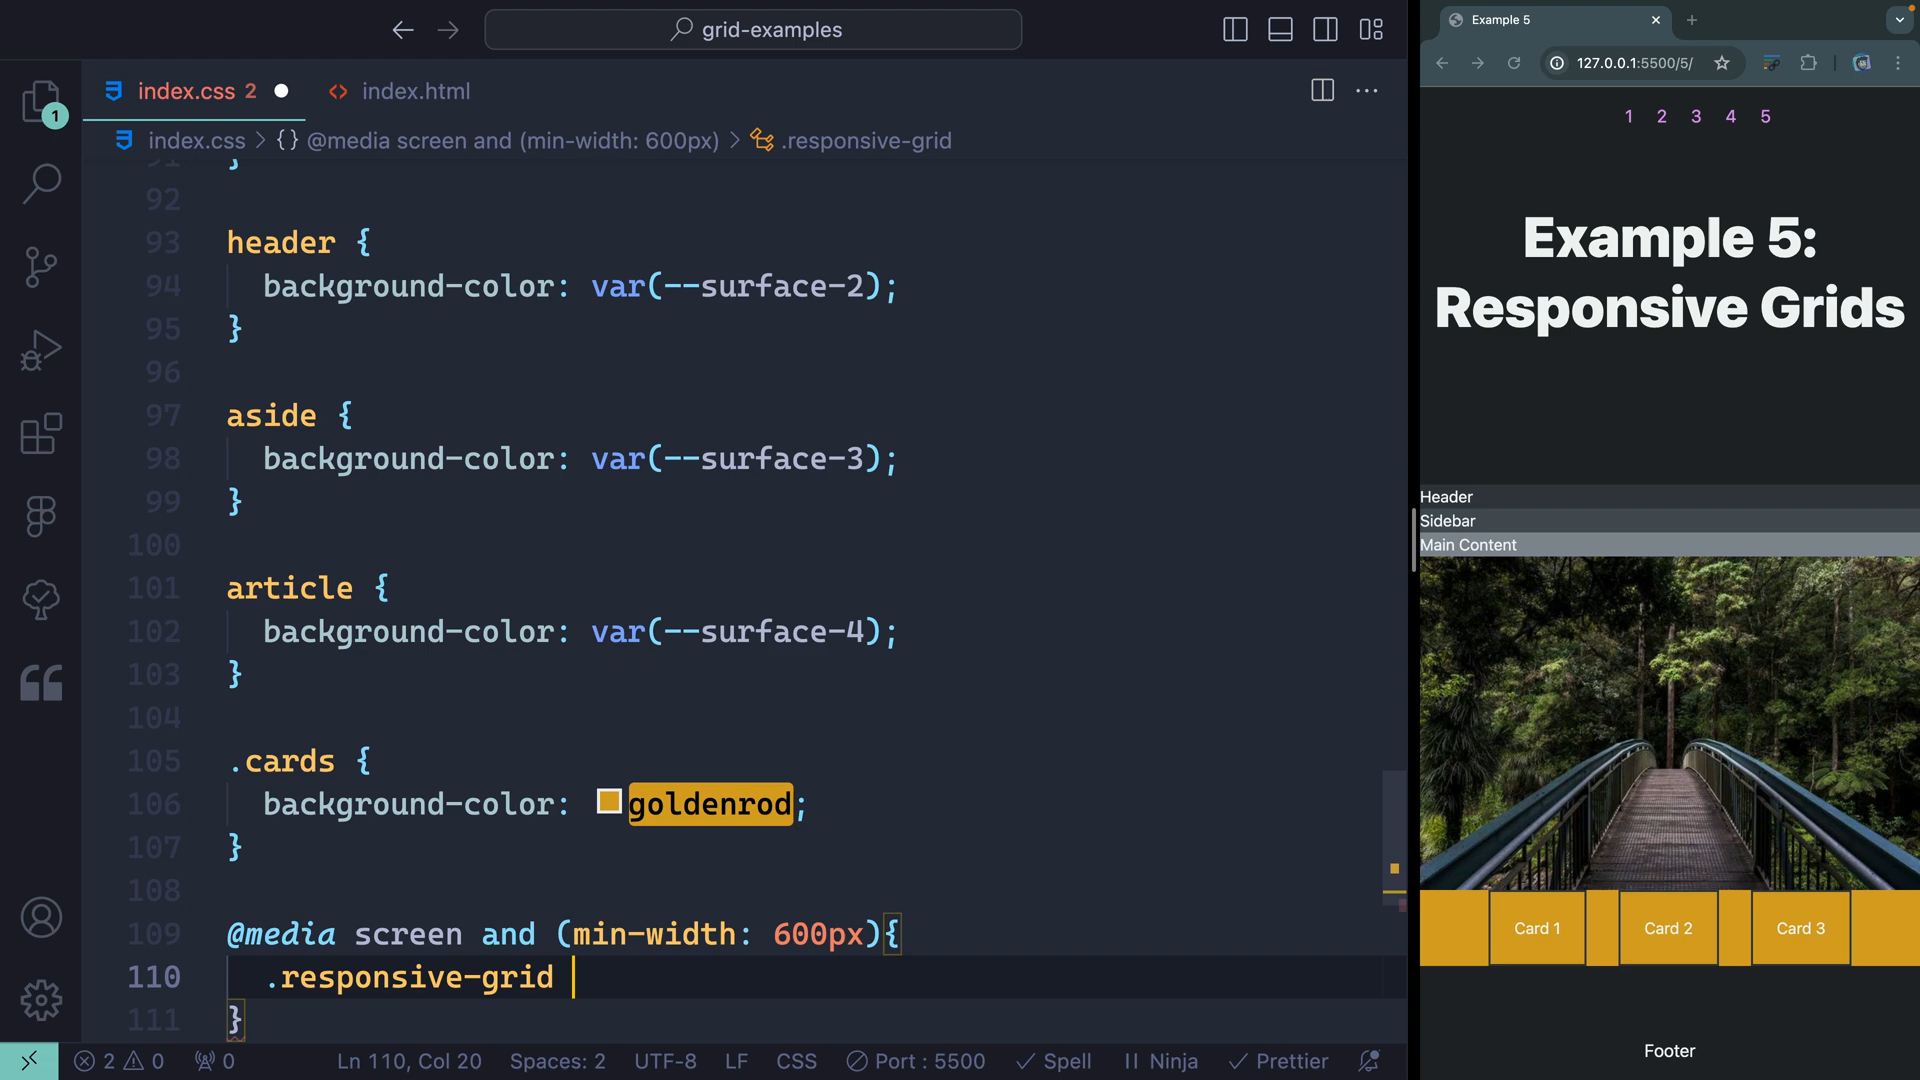 grid-examples
index.css 2
index.html
index.css > {} @media screen and (min-width: 600px) > .responsive-grid
1
91 }
92
93 header {
94 background-color: var(--surface-2);
95 }
96
97 aside {
98 background-color: var(--surface-3);
99 }
100
101 article {
102 background-color: var(--surface-4);
103 }
104
105 .cards {
106 background-color: goldenrod;
107 }
108
109 @media screen and (min-width: 600px){
110 .responsive-grid
111 }
2 0 0
Ln 110, Col 20 Spaces: 2 UTF-8 LF CSS Port : 5500 Spell Ninja Prettier
Example 5
127.0.0.1:5500/5/
1 2 3 4 5
Example 5:
Responsive Grids
Header
Sidebar
Main Content
Card 1 Card 2 Card 3
Footer